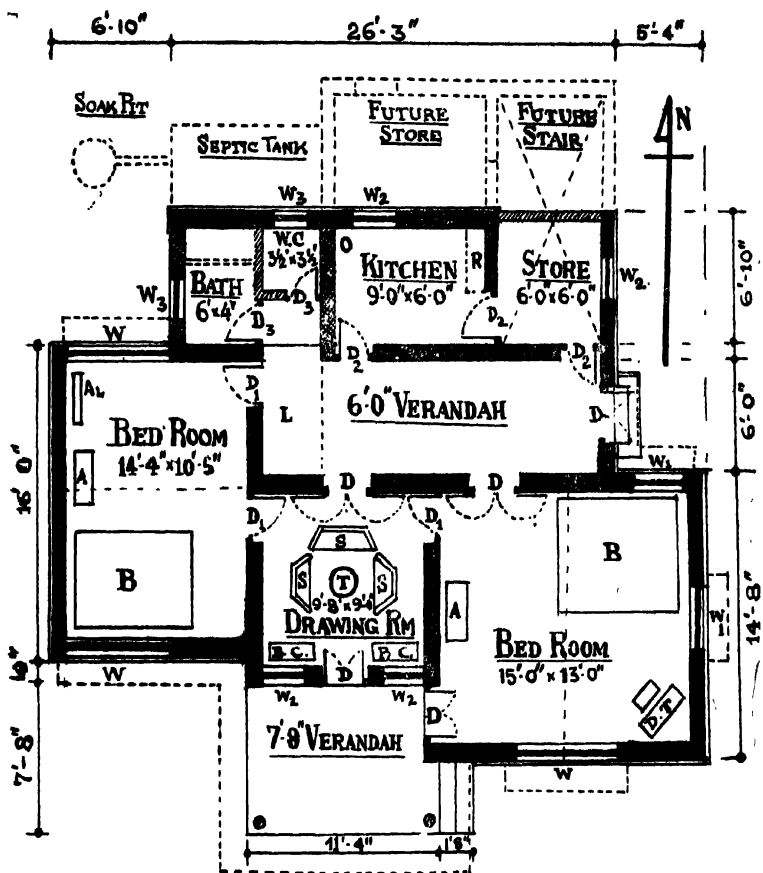 6'-10" 26'-3" 5'-4"
SOAK PIT
SEPTIC TANK
FUTURE
STORE
FUTURE
STAIR
N
W3 W2
W.C
3½'x3½'
BATH
6'x4'
KITCHEN
9'-0"x6'-0"
O
R
STORE
6'-0"x6'-0"
W2
W3
D3
D3
D2
D2
D2
6'-10"
W
D1
AL
A
L
6'-0" VERANDAH
D
6'-0"
BED ROOM
14'-4"x10'-5"
W1
16'-0"
D1
D
D1
D
B
S
S
T
S
9'-8"x9'-4"
DRAWING RM
B.C.
B.C.
A
B
W1
14'-8"
BED ROOM
15'-0"x13'-0"
D.T
W
W2
D
W2
D
7'-8"
7'-9" VERANDAH
W
11'-4"